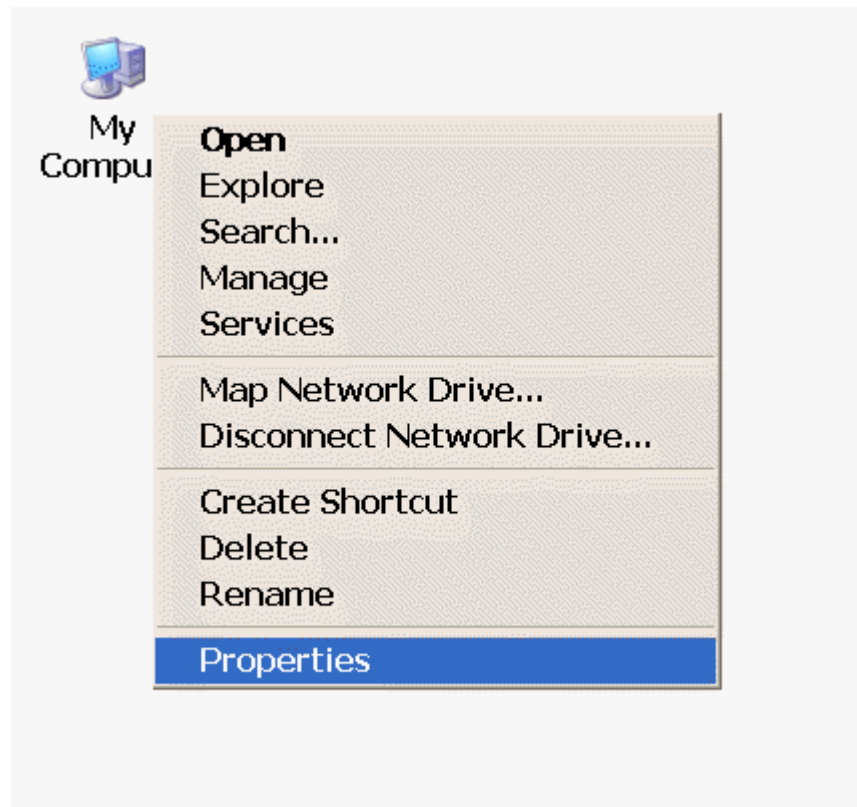 My
Compu
Open
Explore
Search...
Manage
Services
Map Network Drive...
Disconnect Network Drive...
Create Shortcut
Delete
Rename
Properties